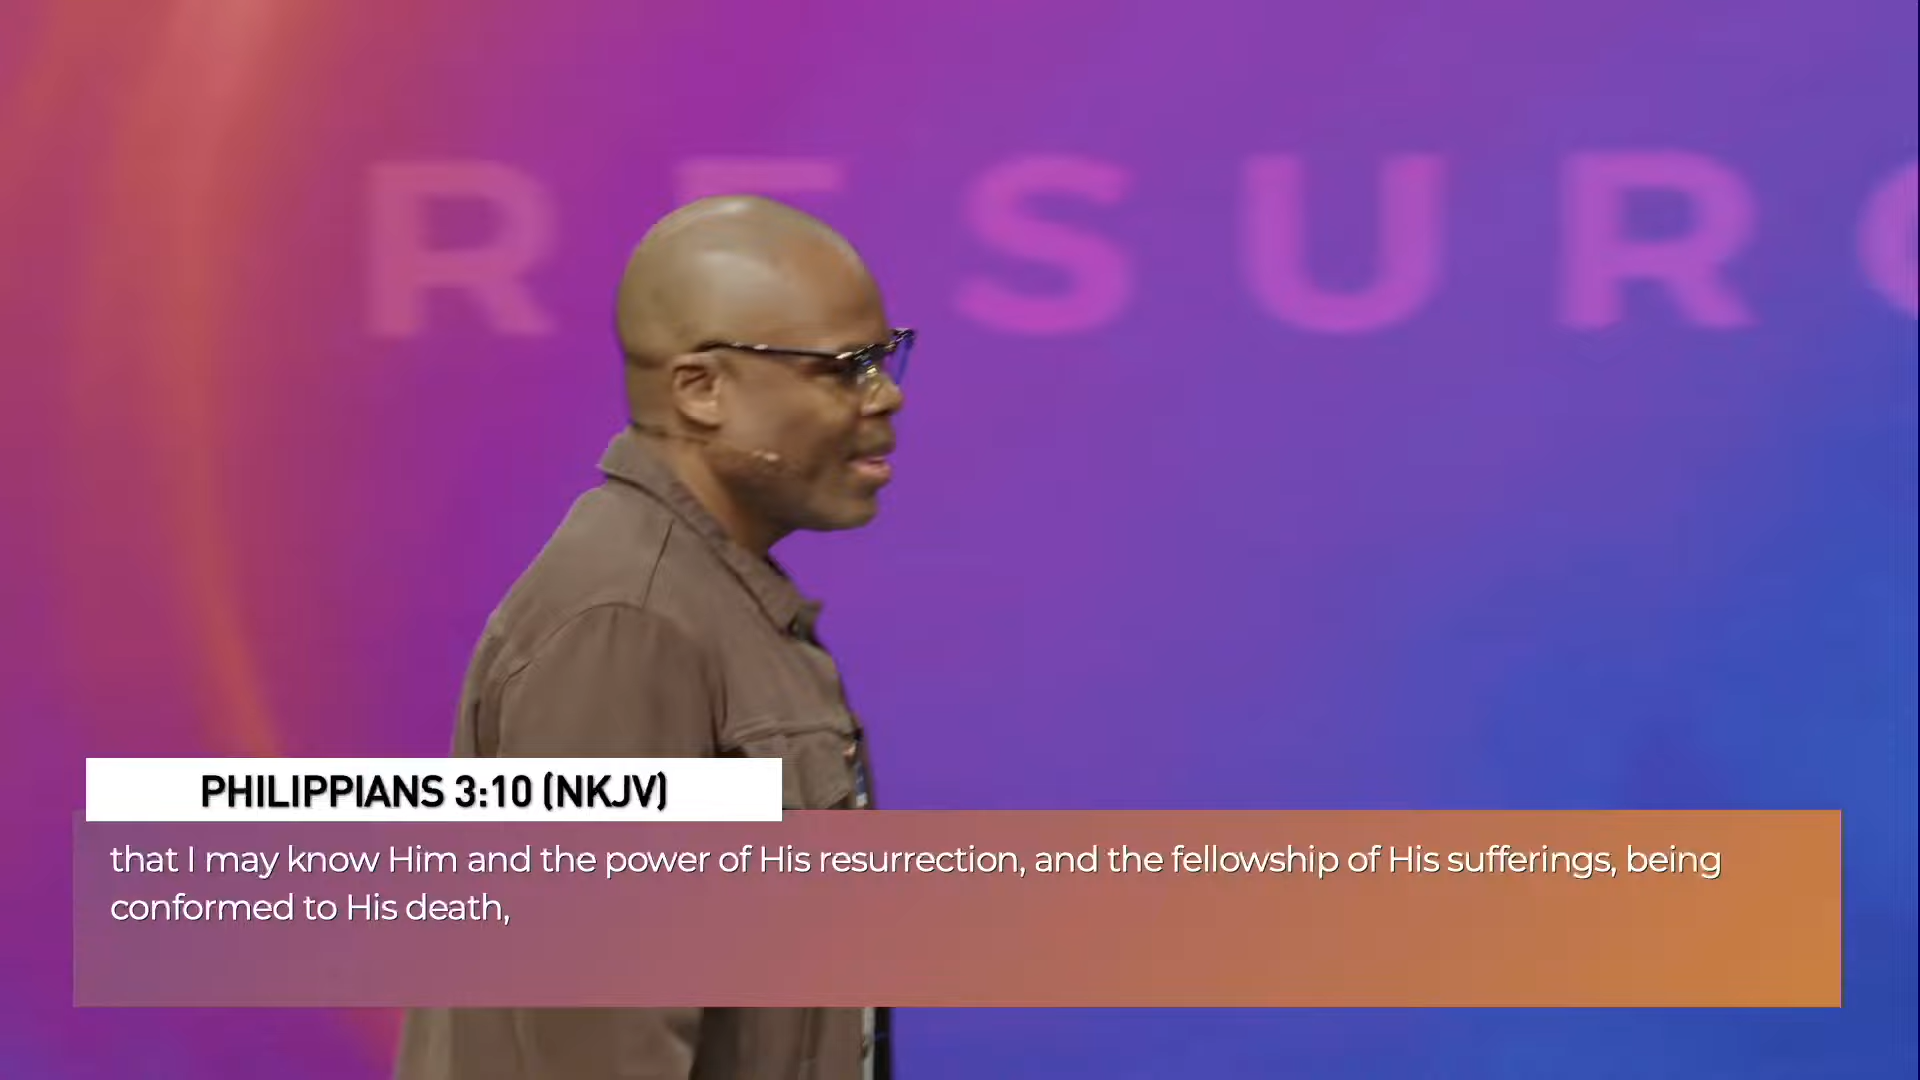 RESUR
PHILIPPIANS 3:10 (NKJV)
that I may know Him and the power of His resurrection, and the fellowship of His sufferings, being
conformed to His death,